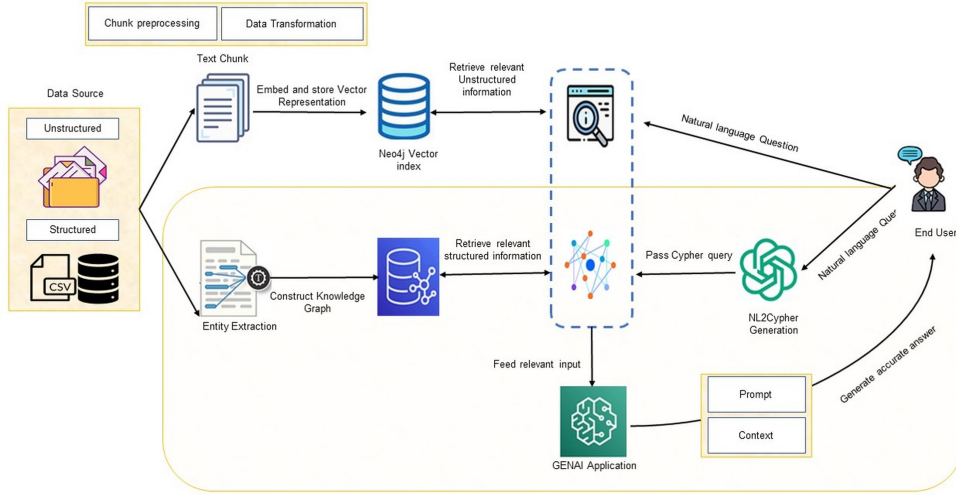 Chunk preprocessing
Data Transformation
Text Chunk
Data Source
Unstructured
Structured
CSV
Embed and store Vector
Representation
Neo4j Vector
index
Retrieve relevant
Unstructured
information
Natural language Question
End User
Natural language Que
Entity Extraction
Construct Knowledge
Graph
Retrieve relevant
structured information
Pass Cypher query
NL2Cypher
Generation
Feed relevant input
GENAI Application
Prompt
Context
Generate accurate answer